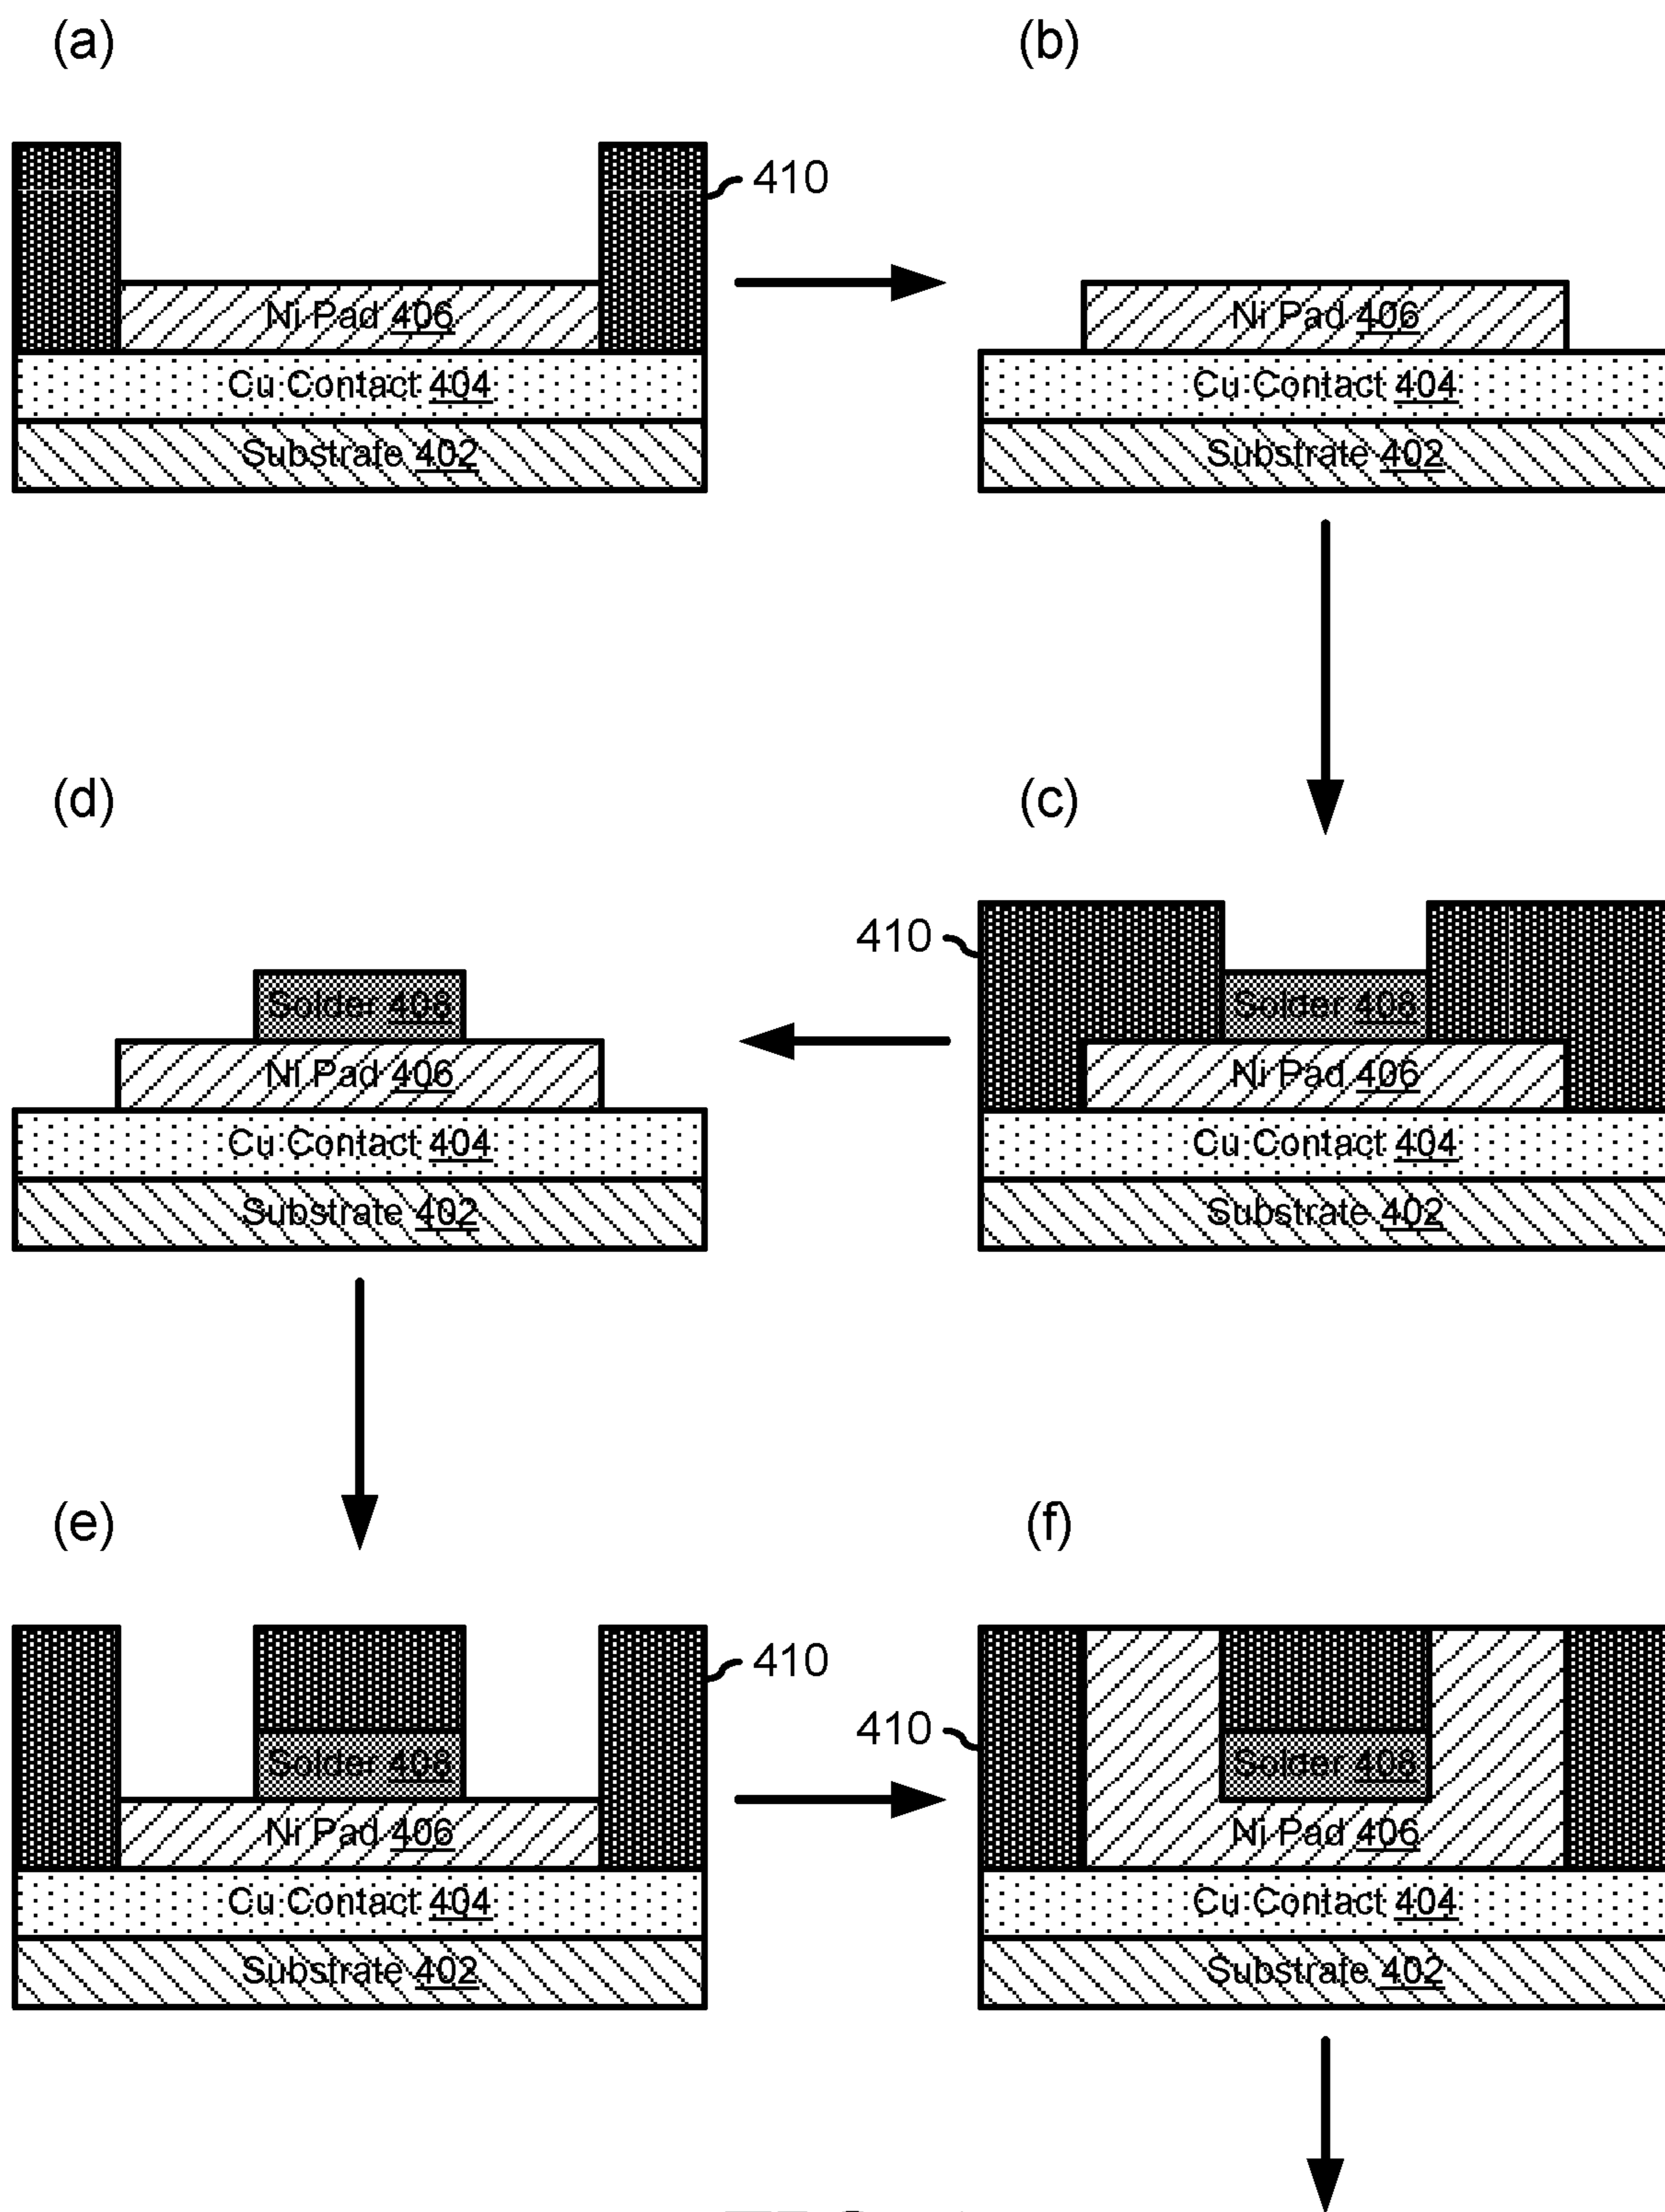 (a)
(b)
410
Ni Pad 406
Ni Pad 406
Cu Contact 404
Cu Contact 404
Substrate 402
Substrate 402
(d)
(c)
410
Solder 408
Solder 408
Ni Pad 406
Ni Pad 406
Cu Contact 404
Cu Contact 404
Substrate 402
Substrate 402
(e)
(f)
410
410
Solder 408
Solder 408
Ni Pad 406
Ni Pad 406
Cu Contact 404
Cu Contact 404
Substrate 402
Substrate 402